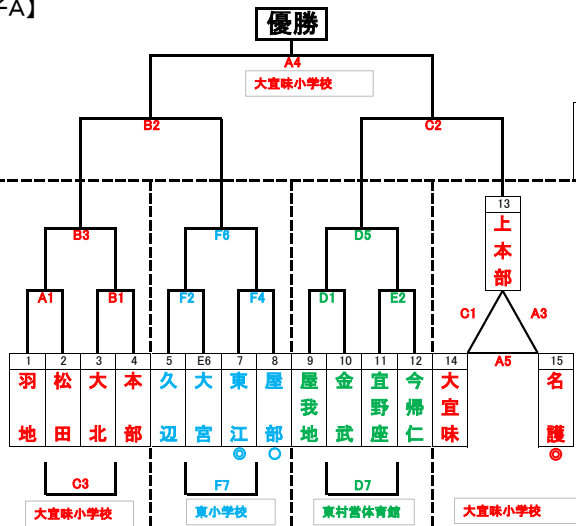 A】
優勝
A4
大宜味小学校
B2
C2
13
上本部
B3
F6
D5
A1
B1
F2
F4
D1
E2
C1
A3
A5
1
2
3
4
5
E6
7
8
9
10
11
12
14
15
羽地
松田
大北
本部
久辺
大宮
東江
◎
屋部
○
屋我地
金武
宜野座
今帰仁
大宜味
名護
◎
C3
F7
D7
大宜味小学校
東小学校
東村営体育館
大宜味小学校